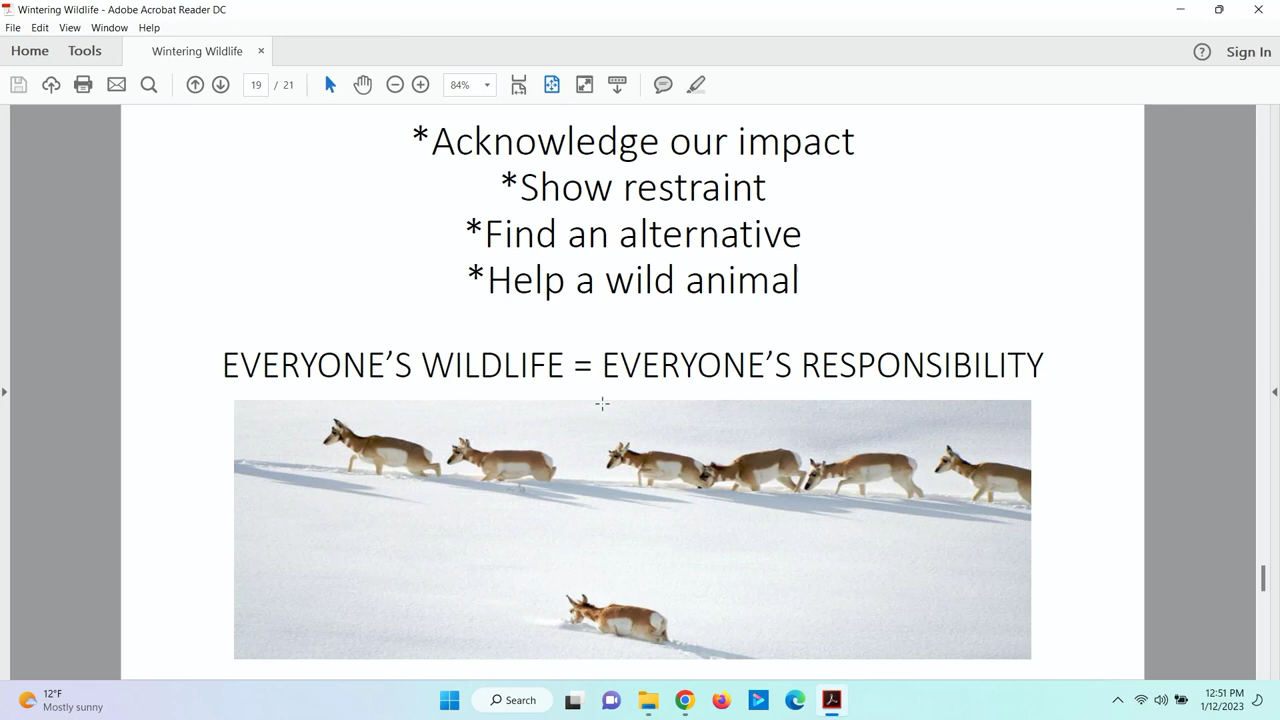 Wintering Wildlife - Adobe Acrobat Reader DC
File Edit View Window Help
Home Tools Wintering Wildlife × Sign In
19 / 21 84%
*Acknowledge our impact
*Show restraint
*Find an alternative
*Help a wild animal
EVERYONE’S WILDLIFE = EVERYONE’S RESPONSIBILITY
12°F
Mostly sunny
Search
12:51 PM
1/12/2023